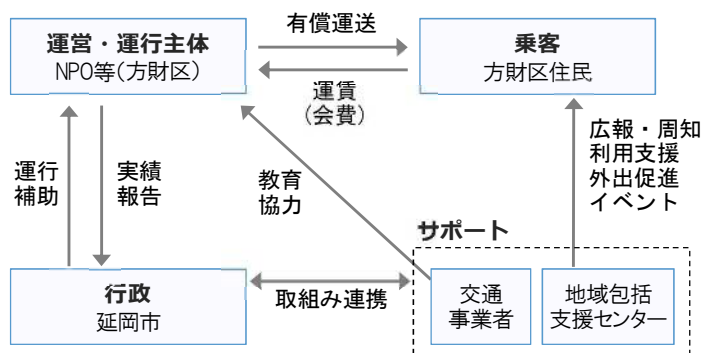 有償運送
運営・運行主体
NPO等(方財区)
乗客
方財区住民
運賃
(会費)
運行
補助
実績
報告
教育
協力
広報・周知
利用支援
外出促進
イベント
サポート
行政
延岡市
取組み連携
交通
事業者
地域包括
支援センター